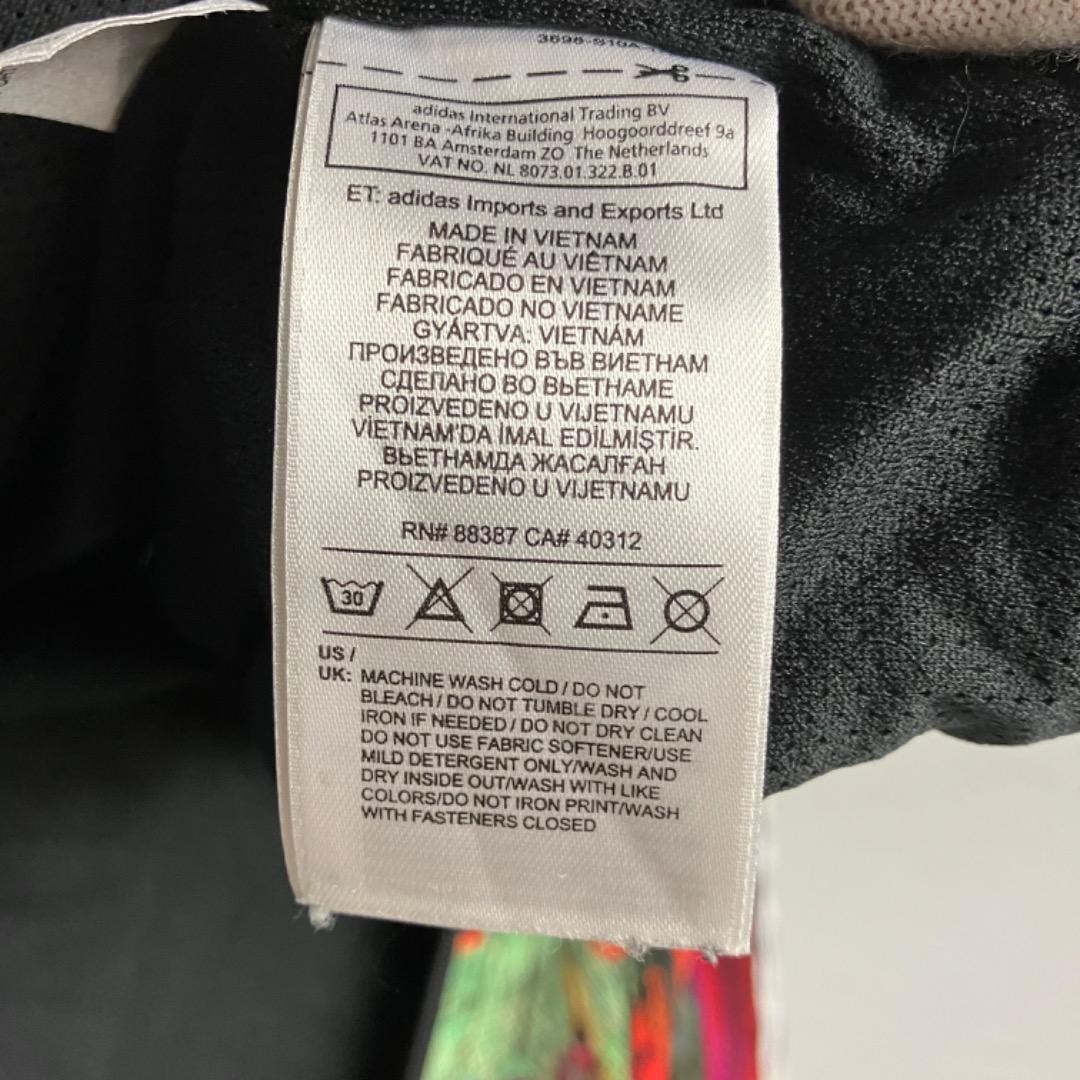 adidas International Trading BV
Atlas Arena -Afrika Building Hoogoorddreef 9a
1101 BA Amsterdam ZO The Netherlands
VAT NO. NL 8073.01.322.B.01
ET: adidas Imports and Exports Ltd
MADE IN VIETNAM
FABRIQUÉ AU VIÊTNAM
FABRICADO EN VIETNAM
FABRICADO NO VIETNAME
GYÁRTVA: VIETNÁM
ПРОИЗВЕДЕНО ВЪВ ВИЕТНАМ
СДЕЛАНО ВО ВЬЕТНАМЕ
PROIZVEDENO U VIJETNAMU
VİETNAM'DA İMAL EDİLMİŞTİR.
ВЬЕТНАМДА ЖАСАЛҒАН
PROIZVEDENO U VIJETNAMU
RN# 88387 CA# 40312
30
US /
UK: MACHINE WASH COLD / DO NOT
BLEACH / DO NOT TUMBLE DRY / COOL
IRON IF NEEDED / DO NOT DRY CLEAN
DO NOT USE FABRIC SOFTENER/USE
MILD DETERGENT ONLY/WASH AND
DRY INSIDE OUT/WASH WITH LIKE
COLORS/DO NOT IRON PRINT/WASH
WITH FASTENERS CLOSED